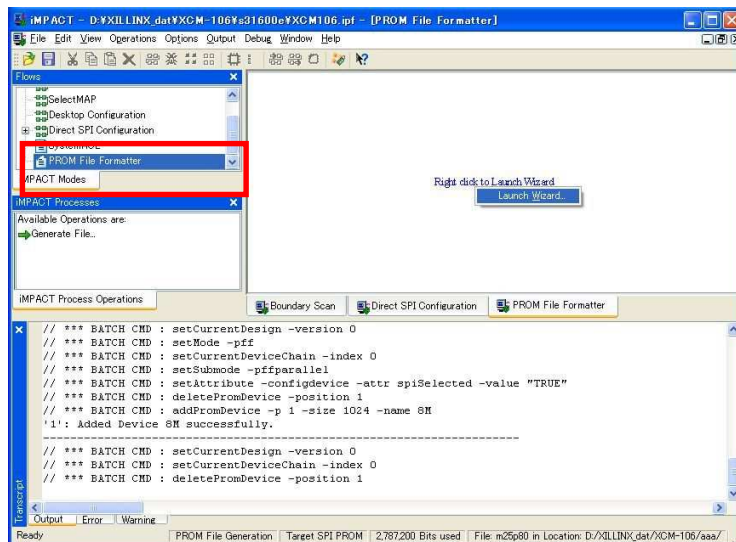 iMPACT - D:¥XILLINX_dat¥XCM-106¥s31600e¥XCM106.ipf - [PROM File Formatter]
File Edit View Operations Options Output Debug Window Help
Flows
SelectMAP
Desktop Configuration
Direct SPI Configuration
SystemACE
PROM File Formatter
iMPACT Modes
Right click to Launch Wizard
Launch Wizard...
iMPACT Processes
Available Operations are:
Generate File...
iMPACT Process Operations
Boundary Scan Direct SPI Configuration PROM File Formatter
// *** BATCH CMD : setCurrentDesign -version 0
// *** BATCH CMD : setMode -pff
// *** BATCH CMD : setCurrentDeviceChain -index 0
// *** BATCH CMD : setSubmode -pffparallel
// *** BATCH CMD : setAttribute -configdevice -attr spiSelected -value "TRUE"
// *** BATCH CMD : deletePromDevice -position 1
// *** BATCH CMD : addPromDevice -p 1 -size 1024 -name 8M
'1': Added Device 8M successfully.
----------------------------------------------------------------------
// *** BATCH CMD : setCurrentDesign -version 0
// *** BATCH CMD : setCurrentDeviceChain -index 0
// *** BATCH CMD : deletePromDevice -position 1
Transcript
Output Error Warning
Ready PROM File Generation Target SPI PROM 2,787,200 Bits used File: m25p80 in Location: D:/XILLINX_dat/XCM-106/aaa/